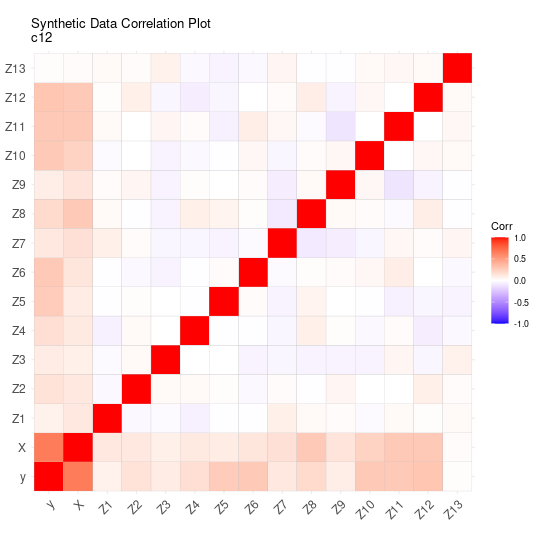 Synthetic Data Correlation Plot
c12
Z13
Z12
Z11
Z10
Z9
Z8
Z7
Z6
Z5
Z4
Z3
Z2
Z1
X
y
Corr
1.0
0.5
0.0
-0.5
-1.0
y X Z1 Z2 Z3 Z4 Z5 Z6 Z7 Z8 Z9 Z10 Z11 Z12 Z13